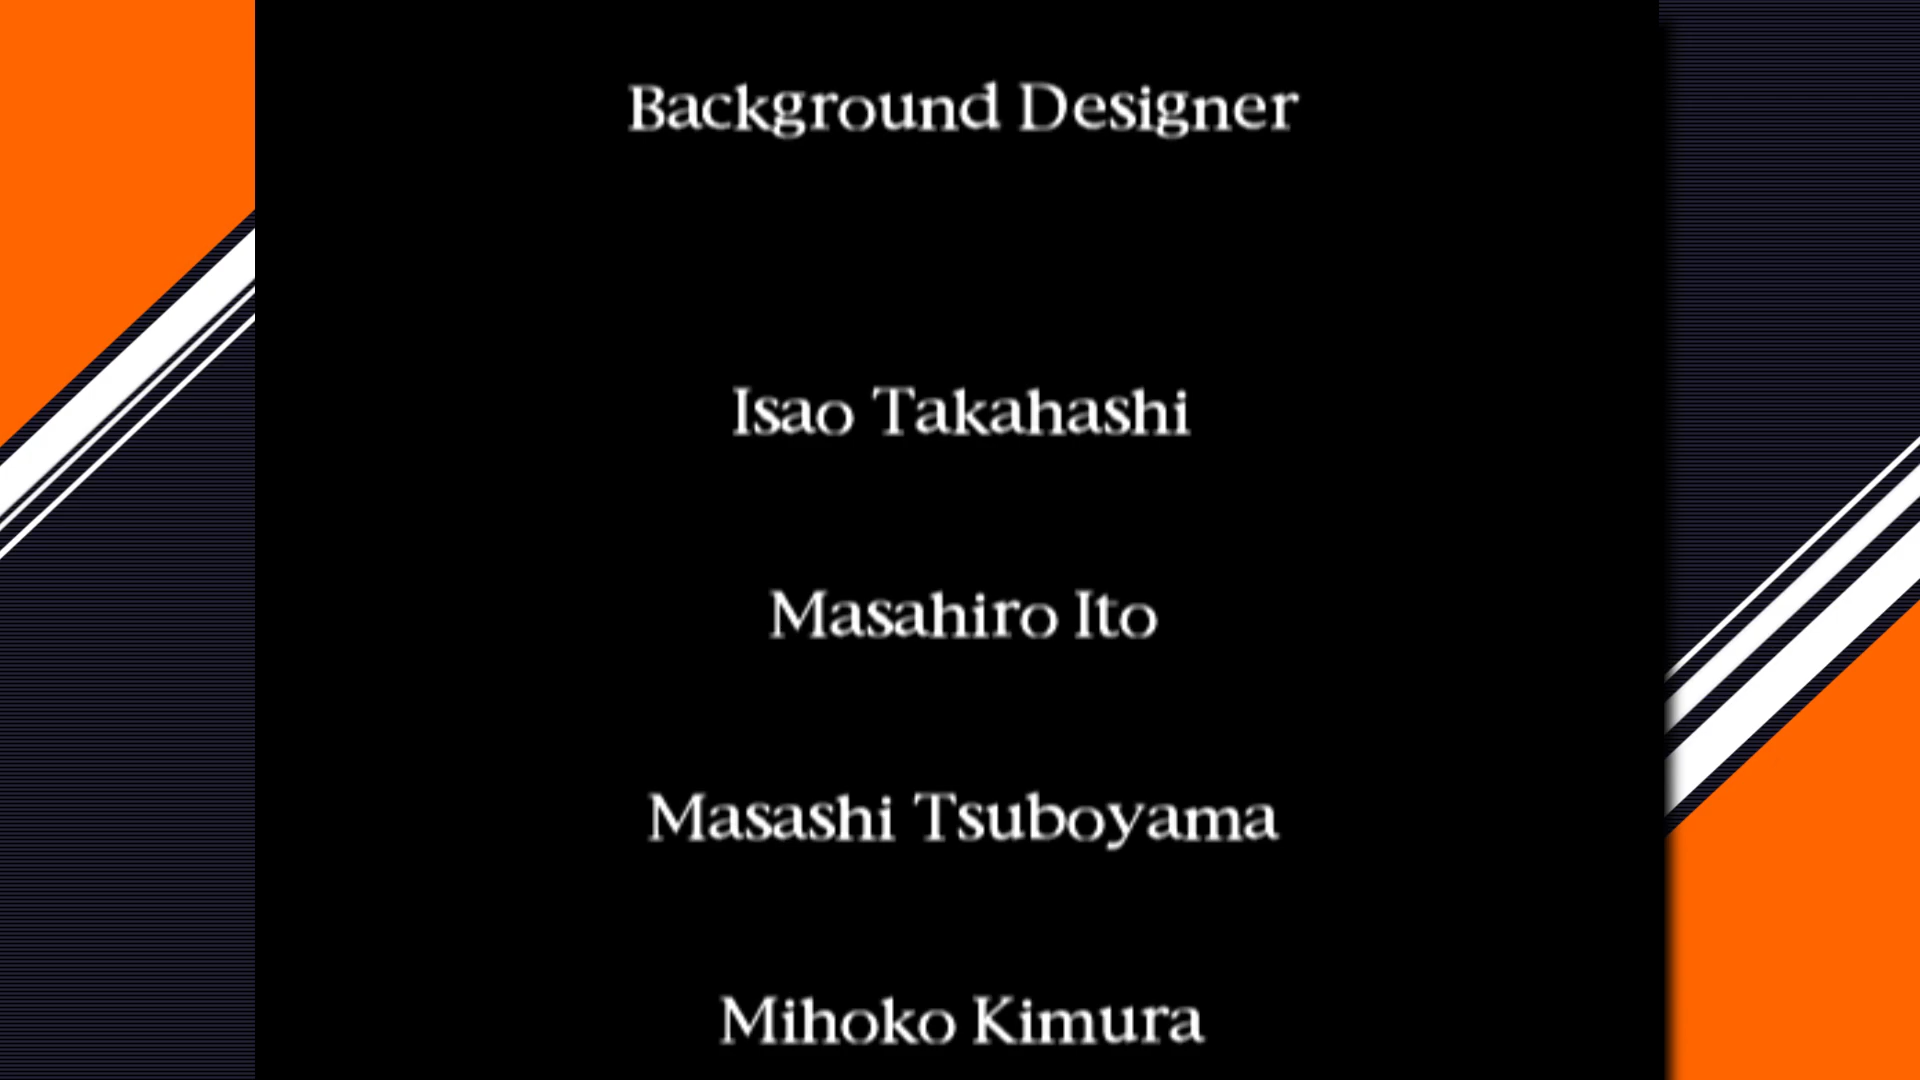 Background Designer
Isao Takahashi
Masahiro Ito
Masashi Tsuboyama
Mihoko Kimura